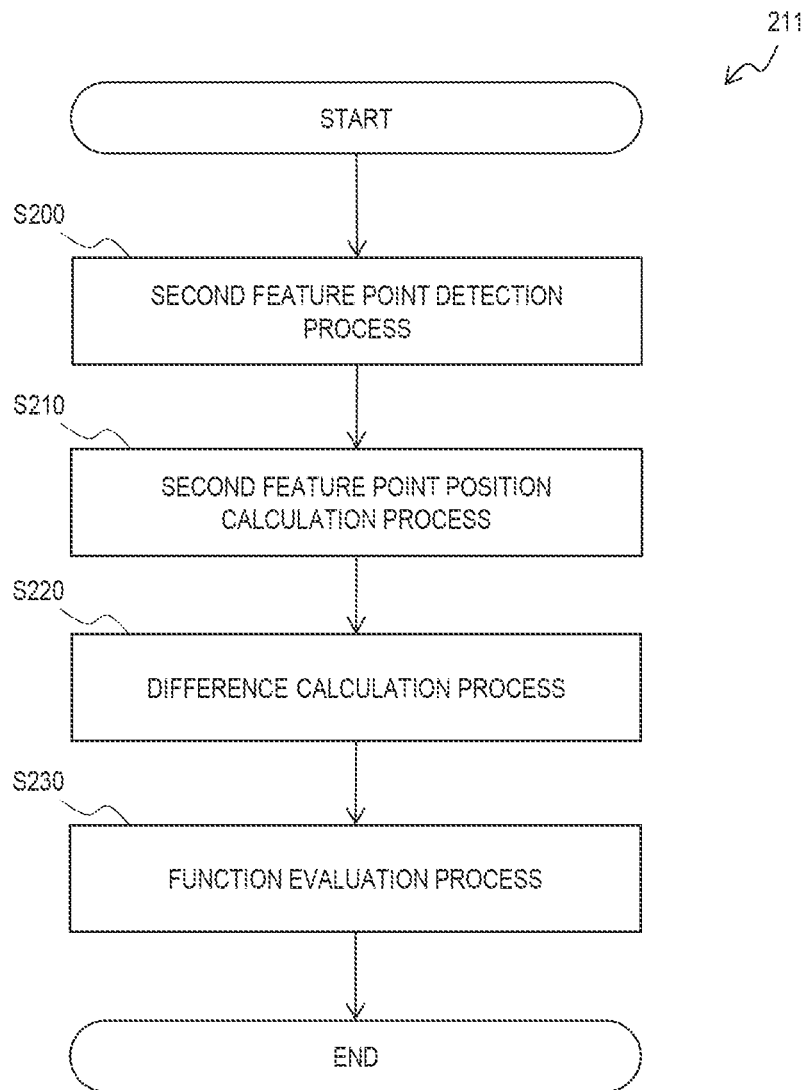 211
START
S200
SECOND FEATURE POINT DETECTION
PROCESS
S210
SECOND FEATURE POINT POSITION
CALCULATION PROCESS
S220
DIFFERENCE CALCULATION PROCESS
S230
FUNCTION EVALUATION PROCESS
END